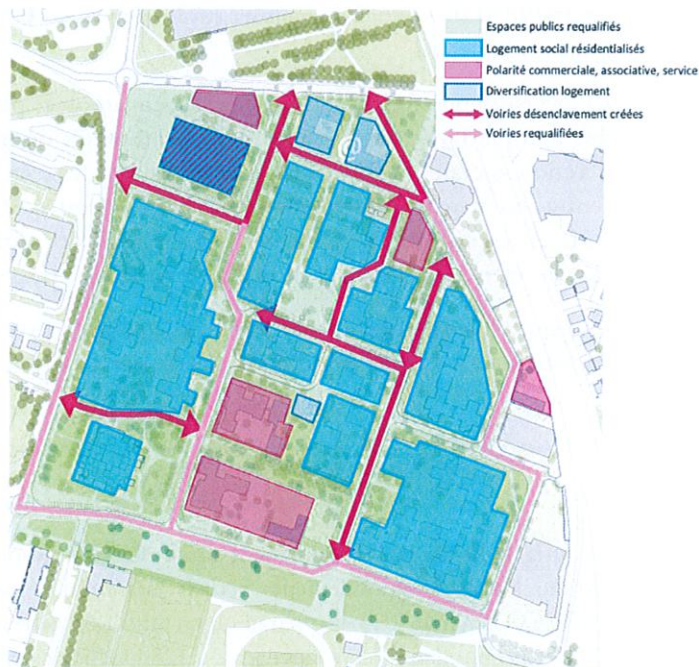 Espaces publics requalifiés
Logement social résidentialisés
Polarité commerciale, associative, service
Diversification logement
Voiries désenclavement créées
Voiries requalifiées
@